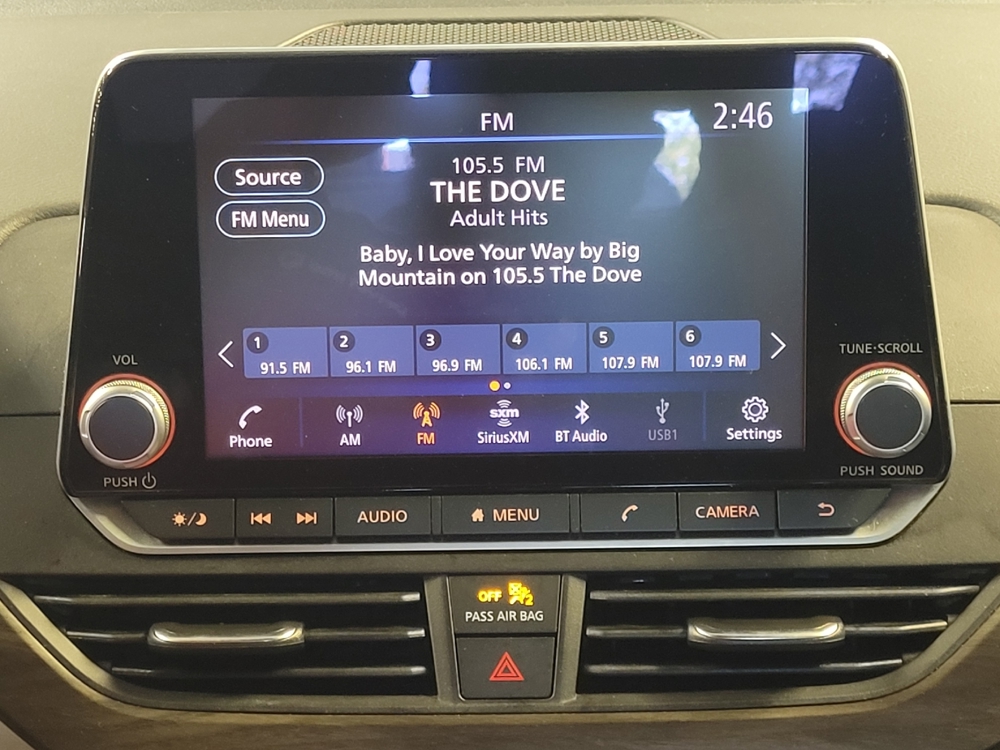 FM
2:46
Source
FM Menu
105.5 FM
THE DOVE
Adult Hits
Baby, I Love Your Way by Big
Mountain on 105.5 The Dove
1 2 3 4 5 6
91.5 FM 96.1 FM 96.9 FM 106.1 FM 107.9 FM 107.9 FM
Phone AM FM SiriusXM BT Audio USB1 Settings
sxm
VOL
PUSH
TUNE·SCROLL
PUSH SOUND
AUDIO MENU CAMERA
OFF 2
PASS AIR BAG